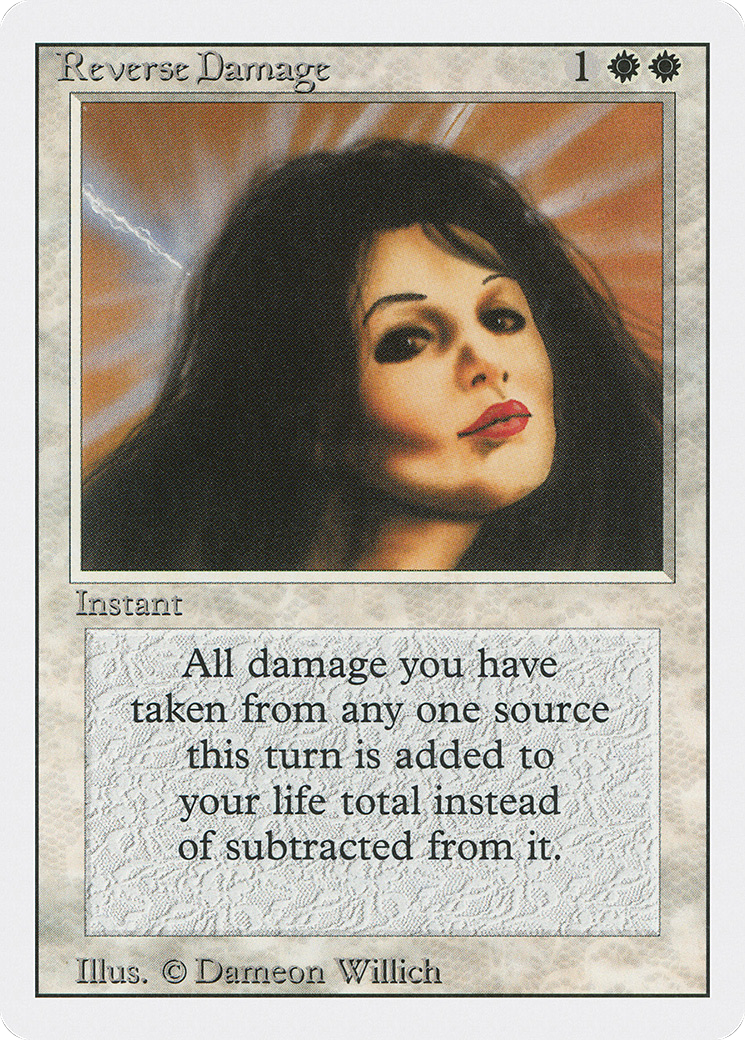 Reverse Damage 1
Instant
All damage you have
taken from any one source
this turn is added to
your life total instead
of subtracted from it.
Illus. © Dameon Willich